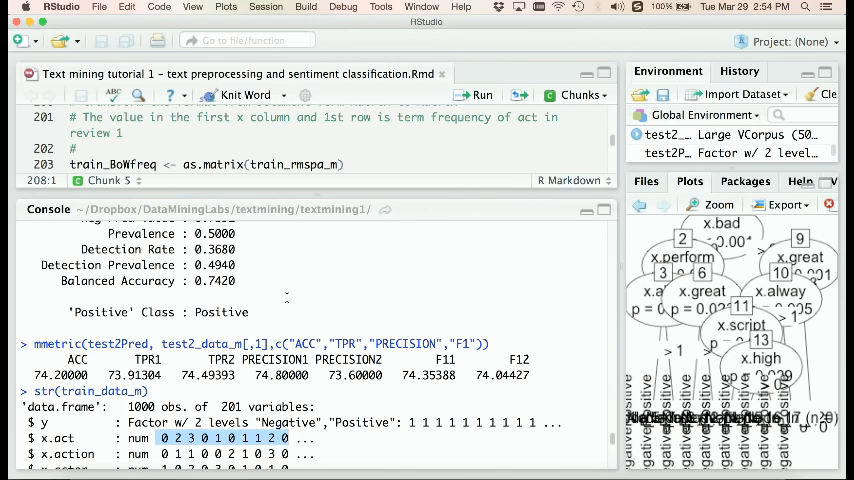 RStudio File Edit Code View Plots Session Build Debug Tools Window Help 100% Tue Mar 29 2:54 PM
RStudio
Go to file/function
Project: (None)
Text mining tutorial 1 - text preprocessing and sentiment classification.Rmd
ABC Knit Word Run Chunks
201 # The value in the first x column and 1st row is term frequency of act in
review 1
202 #
203 train_BoWfreq <- as.matrix(train_rmspa_m)
208:1 Chunk 5 R Markdown
Console ~/Dropbox/DataMiningLabs/textmining/textmining1/
Prevalence : 0.5000
Detection Rate : 0.3680
Detection Prevalence : 0.4940
Balanced Accuracy : 0.7420
'Positive' Class : Positive
> mmetric(test2Pred, test2_data_m[,1],c("ACC","TPR","PRECISION","F1"))
ACC TPR1 TPR2 PRECISION1 PRECISION2 F11 F12
74.20000 73.91304 74.49393 74.80000 73.60000 74.35388 74.04427
> str(train_data_m)
'data.frame': 1000 obs. of 201 variables:
$ y : Factor w/ 2 levels "Negative","Positive": 1 1 1 1 1 1 1 1 1 1 ...
$ x.act : num 0 2 3 0 1 0 1 1 2 0 ...
$ x.action : num 0 1 1 0 0 2 1 0 3 0 ...
Environment History
Import Dataset Cle
Global Environment
test2_… Large VCorpus (50…
test2P… Factor w/ 2 level…
Files Plots Packages Help
Zoom Export
x.bad
2 9
x.perform x.great
3 6 10
x.great x.alway
11
x.script
13
> 1
x.high